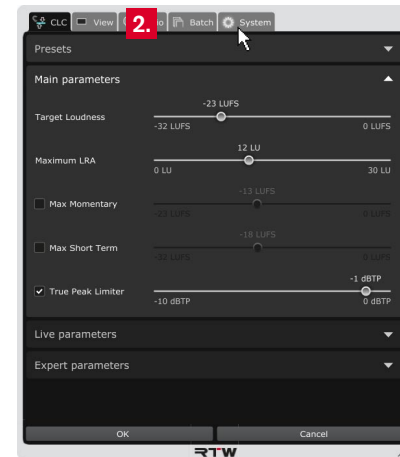 CLC View 2. io Batch System
Presets
Main parameters
-23 LUFS
Target Loudness
-32 LUFS 0 LUFS
12 LU
Maximum LRA
0 LU 30 LU
-13 LUFS
Max Momentary
-23 LUFS 0 LUFS
-18 LUFS
Max Short Term
-32 LUFS 0 LUFS
-1 dBTP
True Peak Limiter
-10 dBTP 0 dBTP
Live parameters
Expert parameters
OK Cancel
RTW